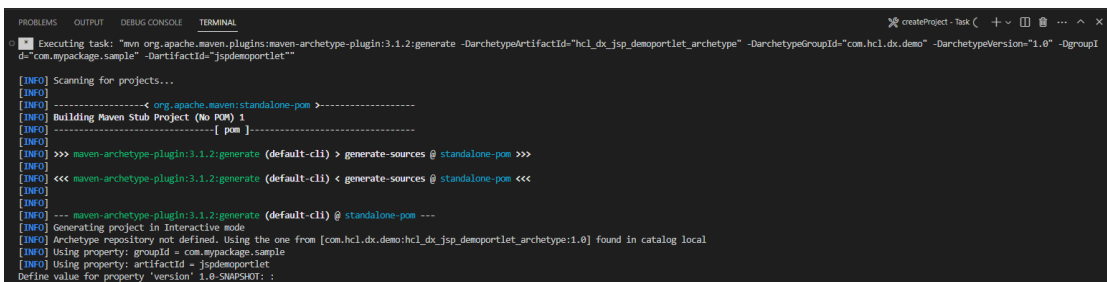 PROBLEMS OUTPUT DEBUG CONSOLE TERMINAL createProject - Task
* Executing task: "mvn org.apache.maven.plugins:maven-archetype-plugin:3.1.2:generate -DarchetypeArtifactId="hcl_dx_jsp_demoportlet_archetype" -DarchetypeGroupId="com.hcl.dx.demo" -DarchetypeVersion="1.0" -DgroupI
d="com.mypackage.sample" -DartifactId="jspdemoportlet""
[INFO] Scanning for projects...
[INFO]
[INFO] ------------------< org.apache.maven:standalone-pom >-------------------
[INFO] Building Maven Stub Project (No POM) 1
[INFO] --------------------------------[ pom ]---------------------------------
[INFO]
[INFO] >>> maven-archetype-plugin:3.1.2:generate (default-cli) > generate-sources @ standalone-pom >>>
[INFO]
[INFO] <<< maven-archetype-plugin:3.1.2:generate (default-cli) < generate-sources @ standalone-pom <<<
[INFO]
[INFO]
[INFO] --- maven-archetype-plugin:3.1.2:generate (default-cli) @ standalone-pom ---
[INFO] Generating project in Interactive mode
[INFO] Archetype repository not defined. Using the one from [com.hcl.dx.demo:hcl_dx_jsp_demoportlet_archetype:1.0] found in catalog local
[INFO] Using property: groupId = com.mypackage.sample
[INFO] Using property: artifactId = jspdemoportlet
Define value for property 'version' 1.0-SNAPSHOT: :